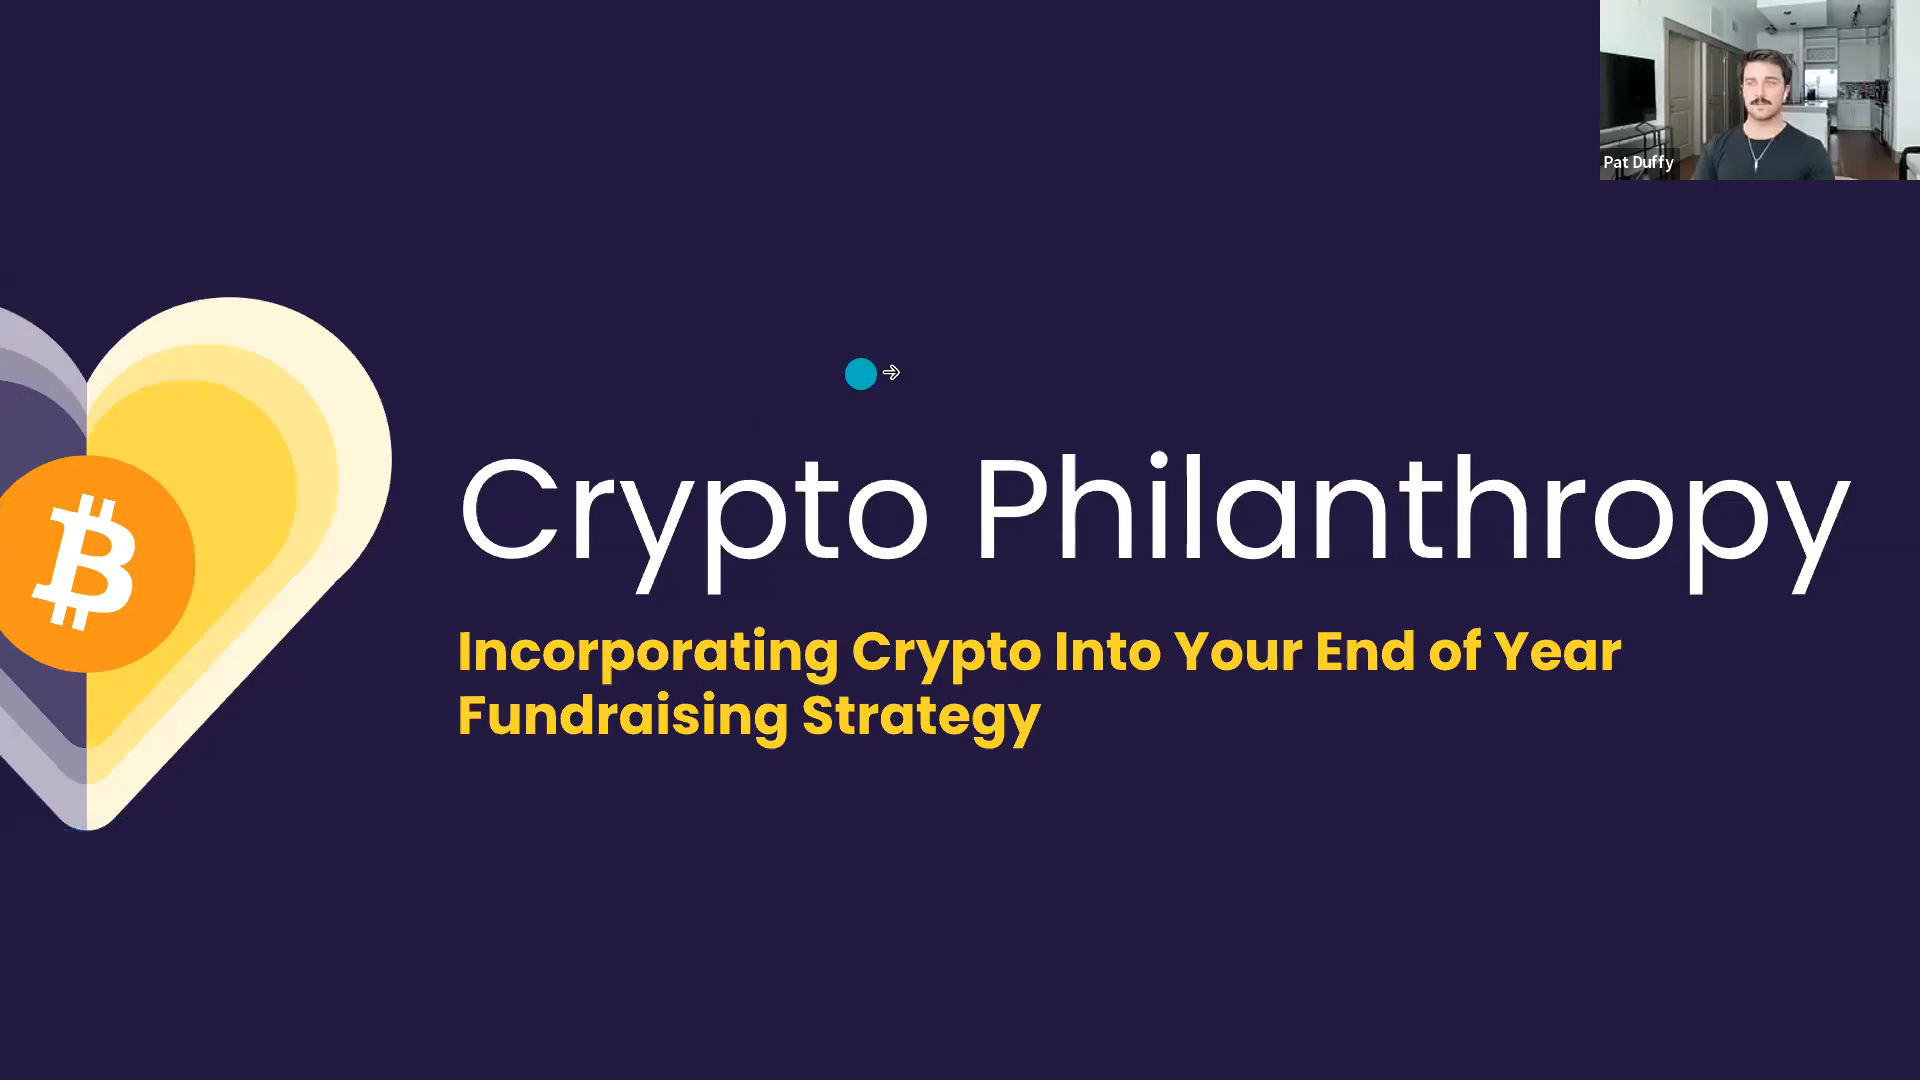 Pat Duffy
Crypto Philanthropy
Incorporating Crypto Into Your End of Year
Fundraising Strategy